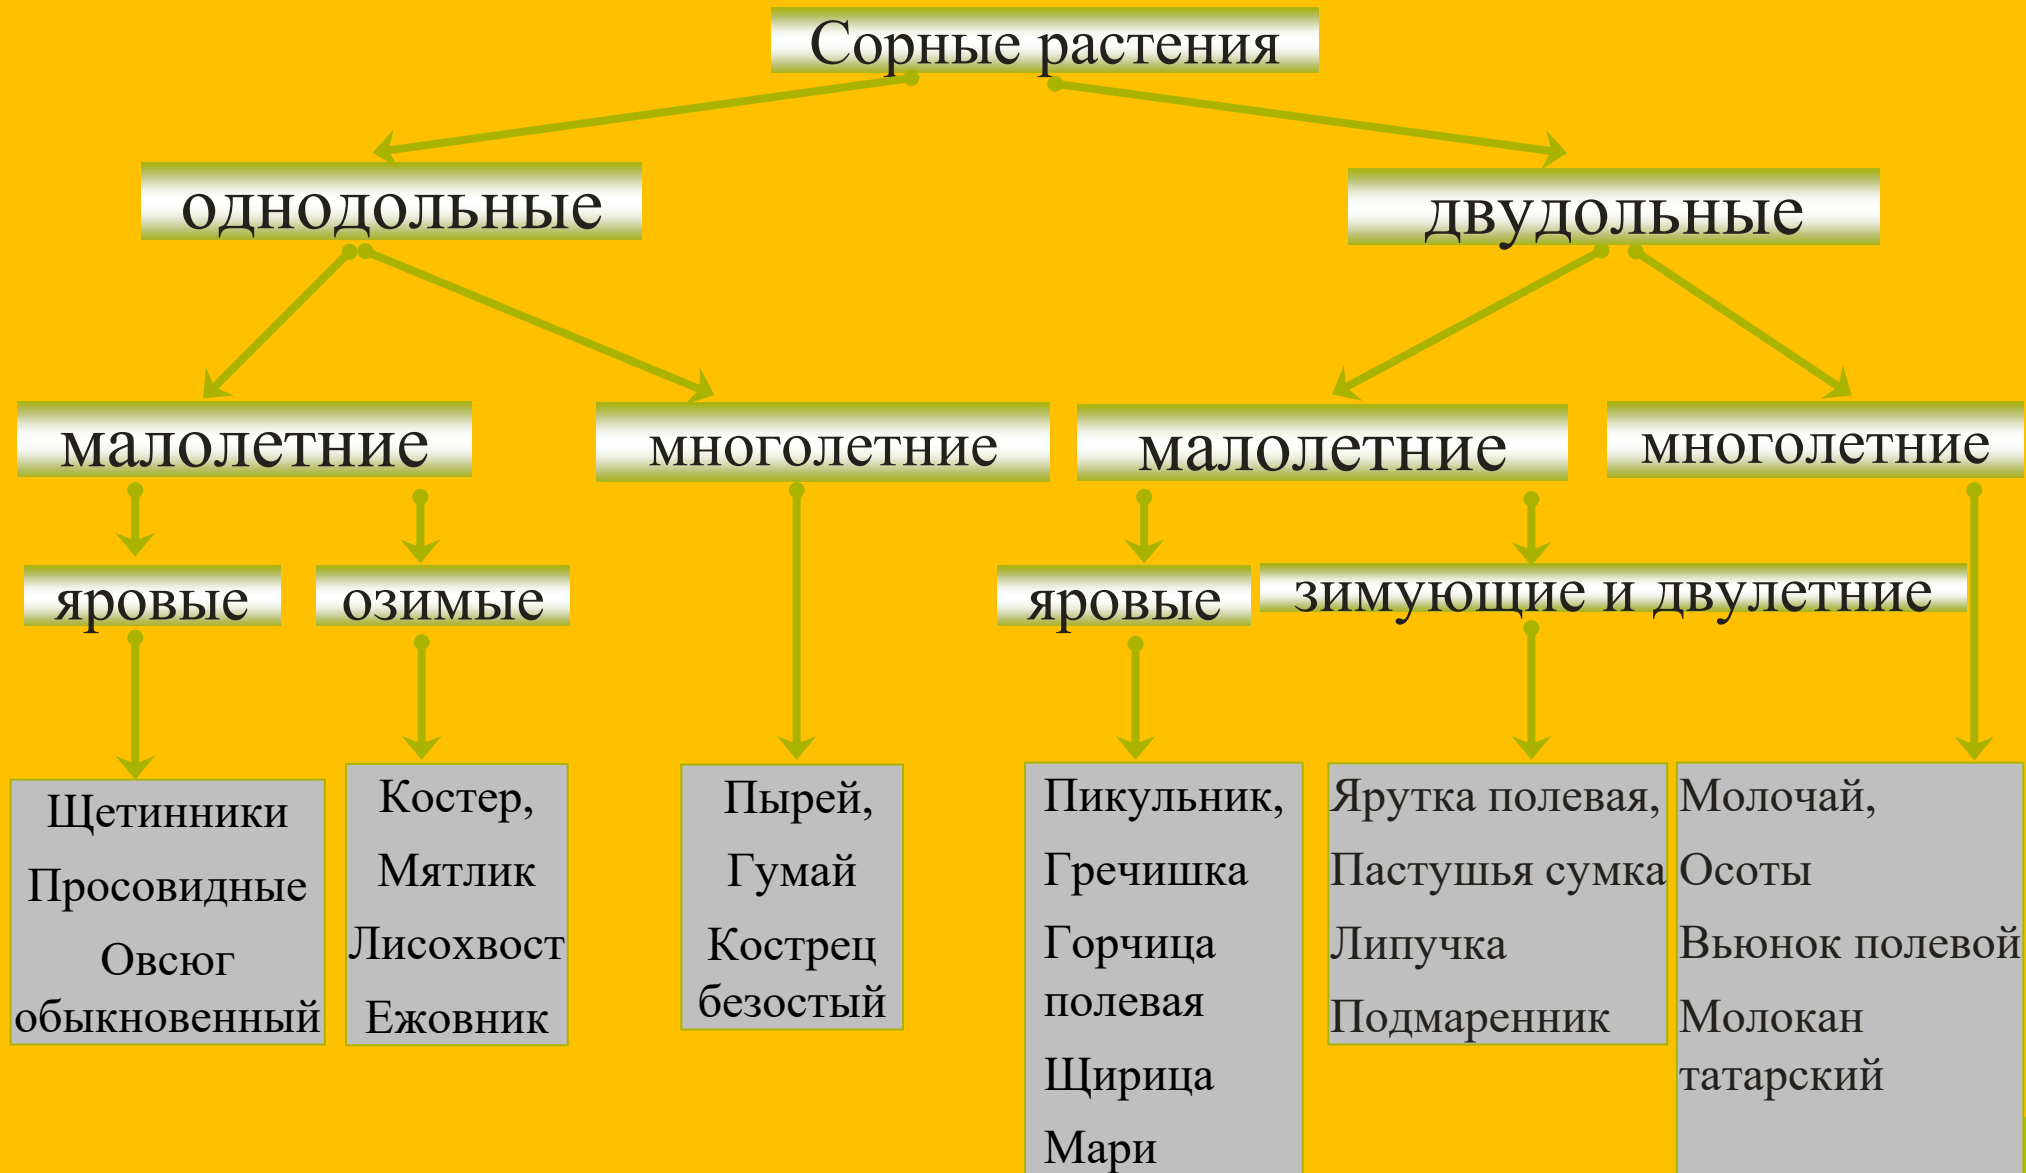 Сорные растения
однодольные
двудольные
малолетние
многолетние
малолетние
многолетние
яровые
озимые
яровые
зимующие и двулетние
Щетинники
Просовидные
Овсюг
обыкновенный
Костер,
Мятлик
Лисохвост
Ежовник
Пырей,
Гумай
Кострец
безостый
Пикульник,
Гречишка
Горчица
полевая
Щирица
Мари
Ярутка полевая,
Пастушья сумка
Липучка
Подмаренник
Молочай,
Осоты
Вьюнок полевой
Молокан
татарский